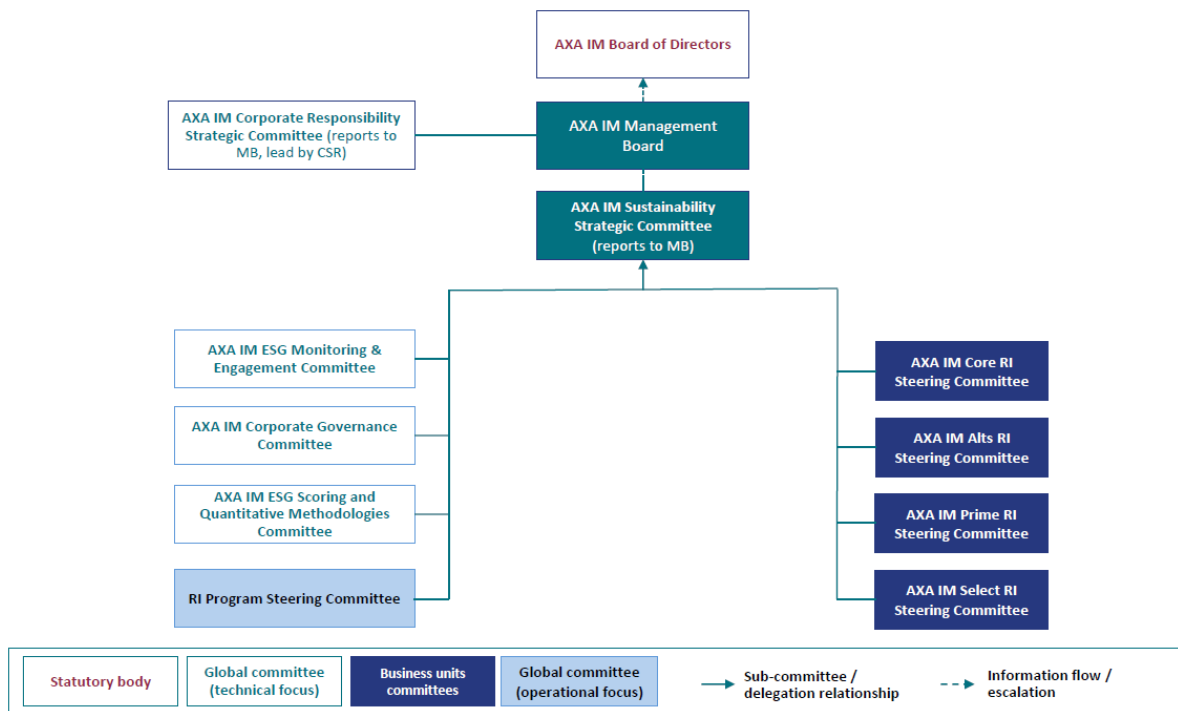 AXA IM Board of Directors
AXA IM Corporate Responsibility
Strategic Committee (reports to
MB, lead by CSR)
AXA IM Management
Board
AXA IM Sustainability
Strategic Committee
(reports to MB)
AXA IM ESG Monitoring &
Engagement Committee
AXA IM Corporate Governance
Committee
AXA IM ESG Scoring and
Quantitative Methodologies
Committee
RI Program Steering Committee
AXA IM Core RI
Steering Committee
AXA IM Alts RI
Steering Committee
AXA IM Prime RI
Steering Committee
AXA IM Select RI
Steering Committee
Statutory body
Global committee
(technical focus)
Business units
committees
Global committee
(operational focus)
Sub-committee /
delegation relationship
Information flow /
escalation